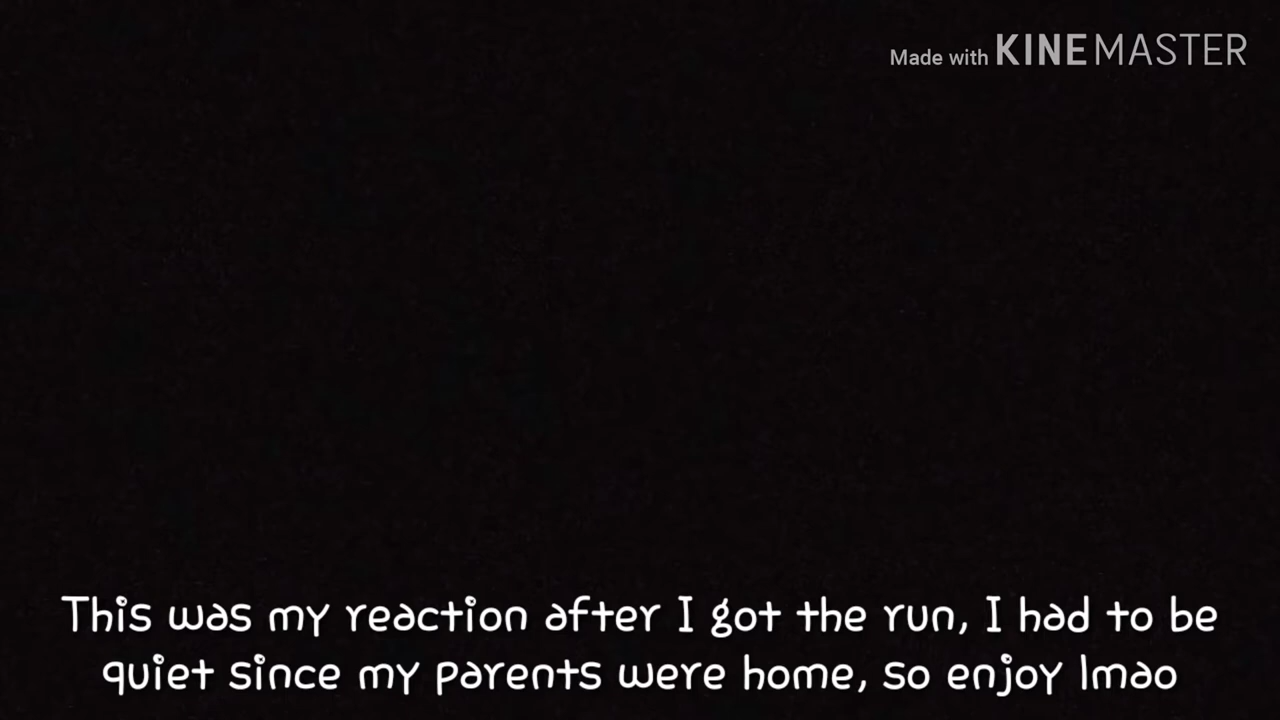 Made with KINEMASTER
This was my reaction after I got the run, I had to be
quiet since my parents were home, so enjoy lmao